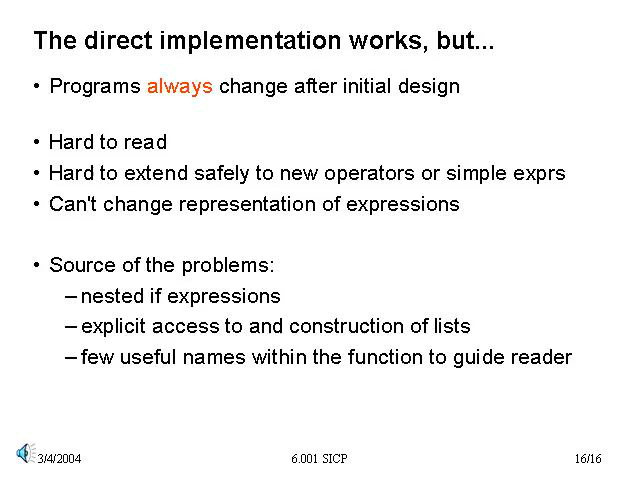 The direct implementation works, but...
• Programs always change after initial design
• Hard to read
• Hard to extend safely to new operators or simple exprs
• Can't change representation of expressions
• Source of the problems:
– nested if expressions
– explicit access to and construction of lists
– few useful names within the function to guide reader
3/4/2004 6.001 SICP 16/16